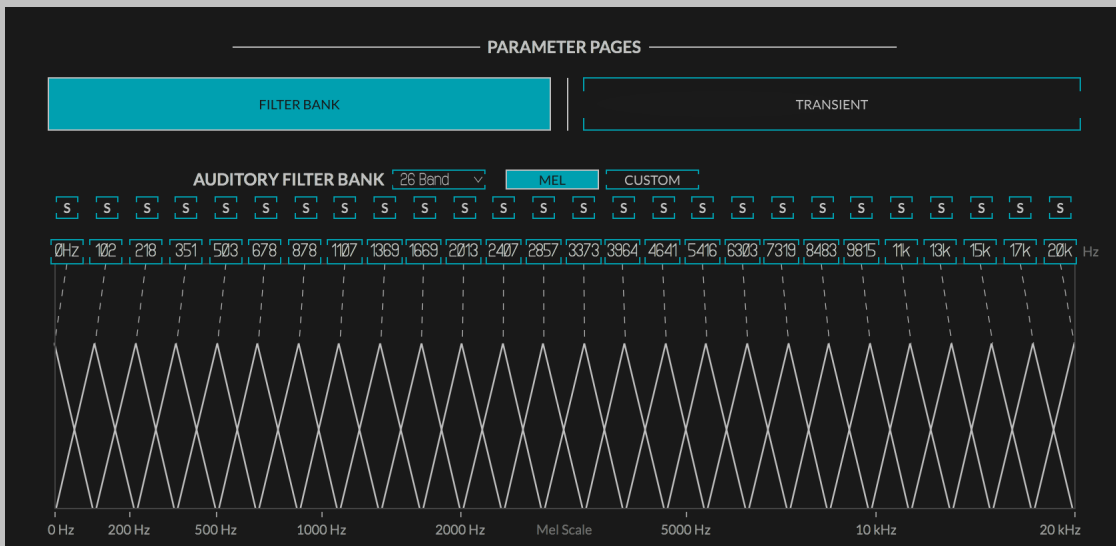 PARAMETER PAGES
FILTER BANK TRANSIENT
AUDITORY FILTER BANK 26 Band MEL CUSTOM
S S S S S S S S S S S S S S S S S S S S S S S S S S
0Hz 102 218 351 503 678 878 1107 1369 1669 2013 2407 2857 3373 3964 4641 5416 6303 7319 8483 9815 11k 13k 15k 17k 20k Hz
0 Hz 200 Hz 500 Hz 1000 Hz 2000 Hz Mel Scale 5000 Hz 10 kHz 20 kHz